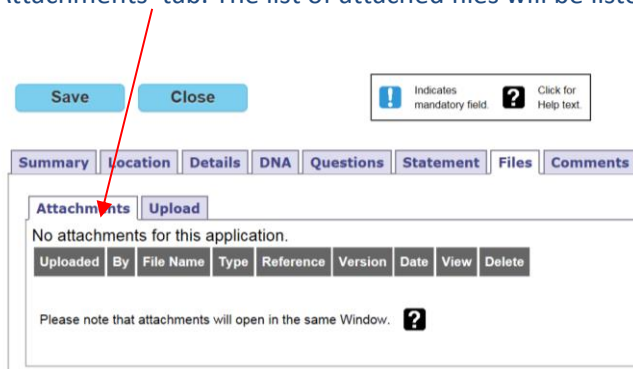 Attachments' tab. The list of attached files will be liste
Save Close
Indicates mandatory field. Click for Help text.
Summary Location Details DNA Questions Statement Files Comments
Attachments Upload
No attachments for this application.
Uploaded By File Name Type Reference Version Date View Delete
Please note that attachments will open in the same Window. ?